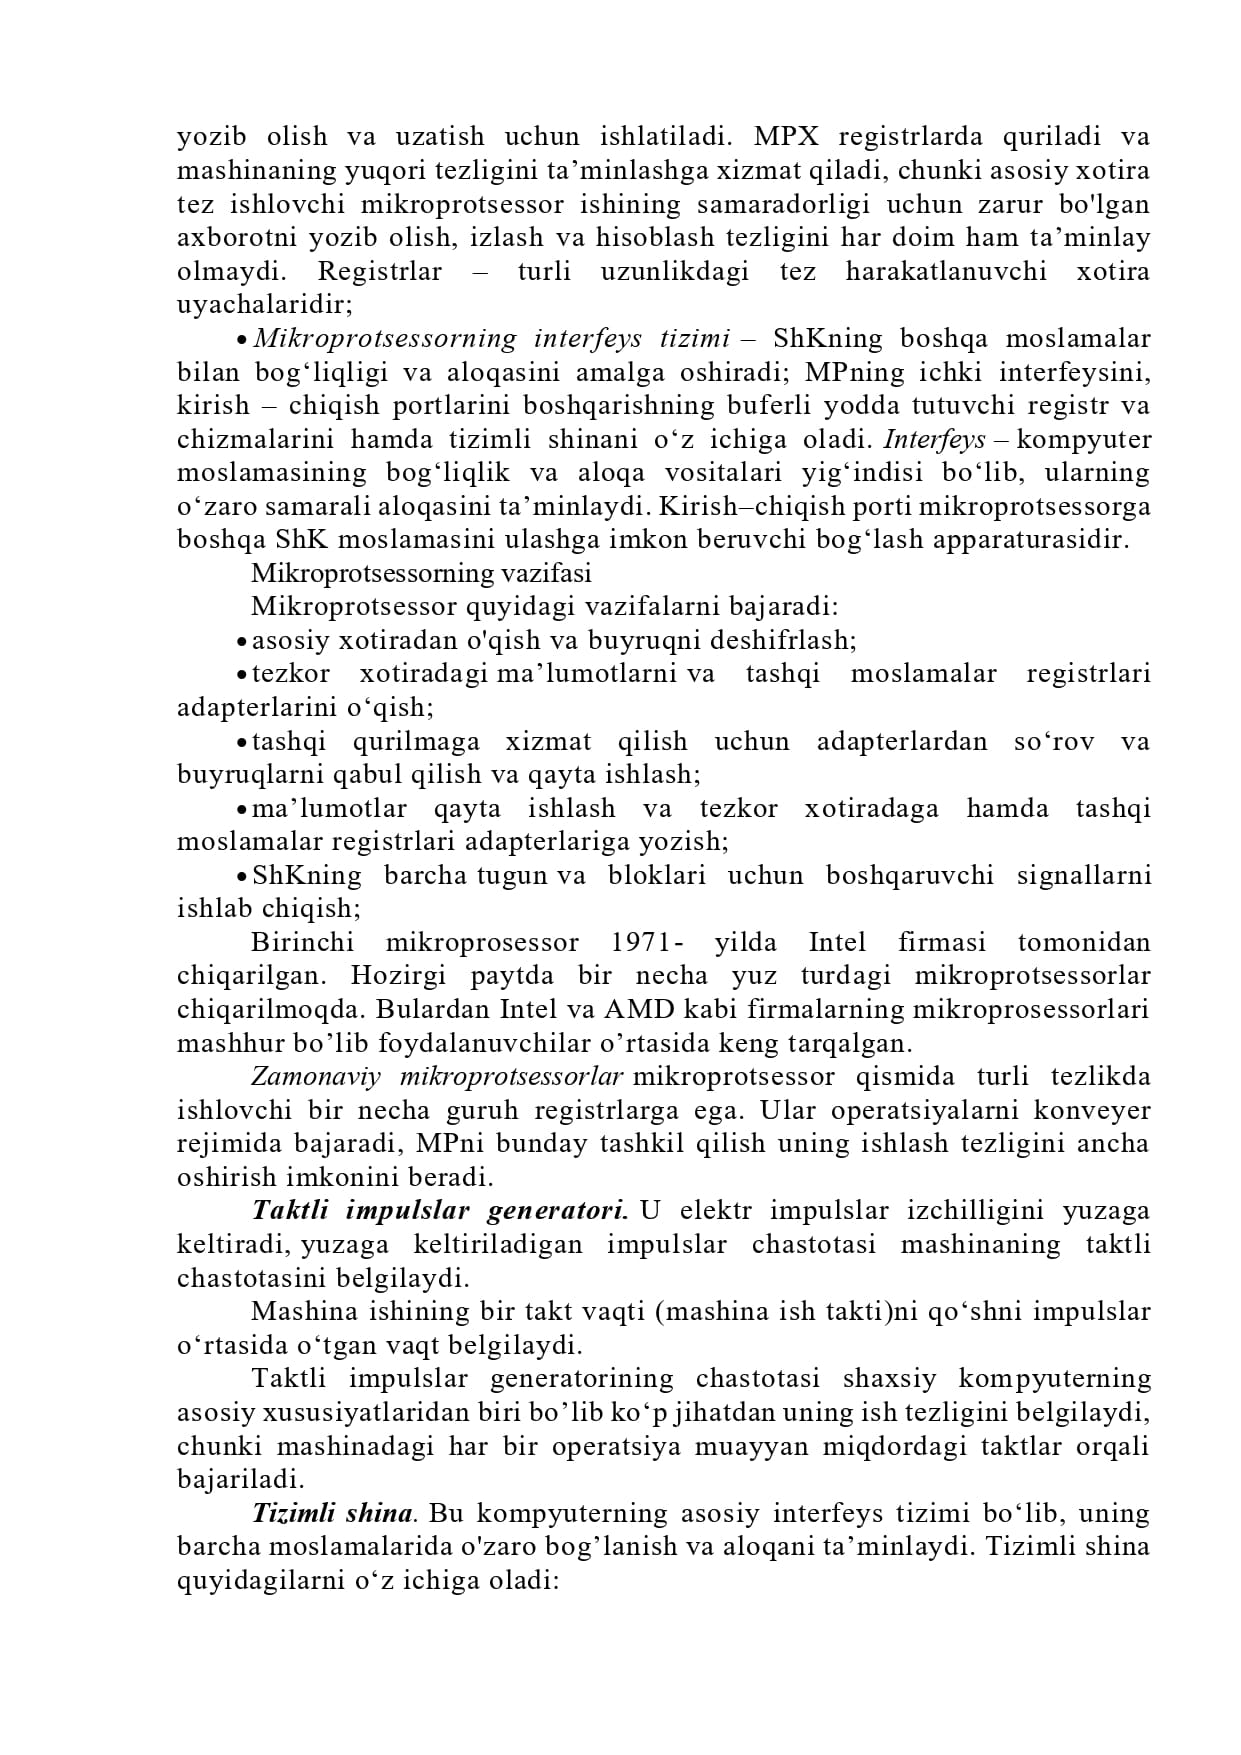 yozib olish va uzatish uchun ishlatiladi. MPX registrlarda quriladi va
mashinaning yuqori tezligini ta’minlashga xizmat qiladi, chunki asosiy xotira
tez ishlovchi mikroprotsessor ishining samaradorligi uchun zarur bo'lgan
axborotni yozib olish, izlash va hisoblash tezligini har doim ham ta’minlay
olmaydi. Registrlar – turli uzunlikdagi tez harakatlanuvchi xotira
uyachalaridir;
• Mikroprotsessorning interfeys tizimi – ShKning boshqa moslamalar
bilan bog‘liqligi va aloqasini amalga oshiradi; MPning ichki interfeysini,
kirish – chiqish portlarini boshqarishning buferli yodda tutuvchi registr va
chizmalarini hamda tizimli shinani o‘z ichiga oladi. Interfeys – kompyuter
moslamasining bog‘liqlik va aloqa vositalari yig‘indisi bo‘lib, ularning
o‘zaro samarali aloqasini ta’minlaydi. Kirish–chiqish porti mikroprotsessorga
boshqa ShK moslamasini ulashga imkon beruvchi bog‘lash apparaturasidir.
Mikroprotsessorning vazifasi
Mikroprotsessor quyidagi vazifalarni bajaradi:
• asosiy xotiradan o'qish va buyruqni deshifrlash;
• tezkor xotiradagi ma’lumotlarni va tashqi moslamalar registrlari
adapterlarini o‘qish;
• tashqi qurilmaga xizmat qilish uchun adapterlardan so‘rov va
buyruqlarni qabul qilish va qayta ishlash;
• ma’lumotlar qayta ishlash va tezkor xotiradaga hamda tashqi
moslamalar registrlari adapterlariga yozish;
• ShKning barcha tugun va bloklari uchun boshqaruvchi signallarni
ishlab chiqish;
Birinchi mikroprosessor 1971- yilda Intel firmasi tomonidan
chiqarilgan. Hozirgi paytda bir necha yuz turdagi mikroprotsessorlar
chiqarilmoqda. Bulardan Intel va AMD kabi firmalarning mikroprosessorlari
mashhur bo’lib foydalanuvchilar o’rtasida keng tarqalgan.
Zamonaviy mikroprotsessorlar mikroprotsessor qismida turli tezlikda
ishlovchi bir necha guruh registrlarga ega. Ular operatsiyalarni konveyer
rejimida bajaradi, MPni bunday tashkil qilish uning ishlash tezligini ancha
oshirish imkonini beradi.
Taktli impulslar generatori. U elektr impulslar izchilligini yuzaga
keltiradi, yuzaga keltiriladigan impulslar chastotasi mashinaning taktli
chastotasini belgilaydi.
Mashina ishining bir takt vaqti (mashina ish takti)ni qo‘shni impulslar
o‘rtasida o‘tgan vaqt belgilaydi.
Taktli impulslar generatorining chastotasi shaxsiy kompyuterning
asosiy xususiyatlaridan biri bo’lib ko‘p jihatdan uning ish tezligini belgilaydi,
chunki mashinadagi har bir operatsiya muayyan miqdordagi taktlar orqali
bajariladi.
Tizimli shina. Bu kompyuterning asosiy interfeys tizimi bo‘lib, uning
barcha moslamalarida o'zaro bog’lanish va aloqani ta’minlaydi. Tizimli shina
quyidagilarni o‘z ichiga oladi: